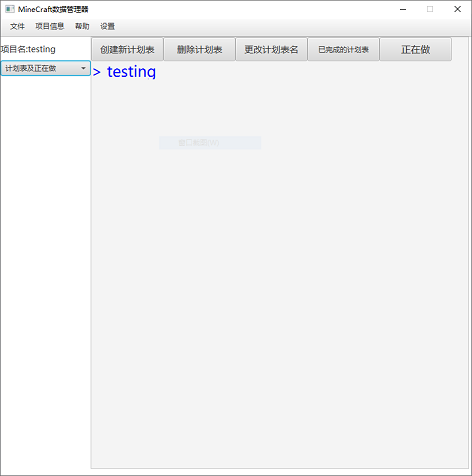 MineCraft数据管理器
文件 项目信息 帮助 设置
项目名:testing
创建新计划表 删除计划表 更改计划表名 已完成的计划表 正在做
计划表及正在做
> testing